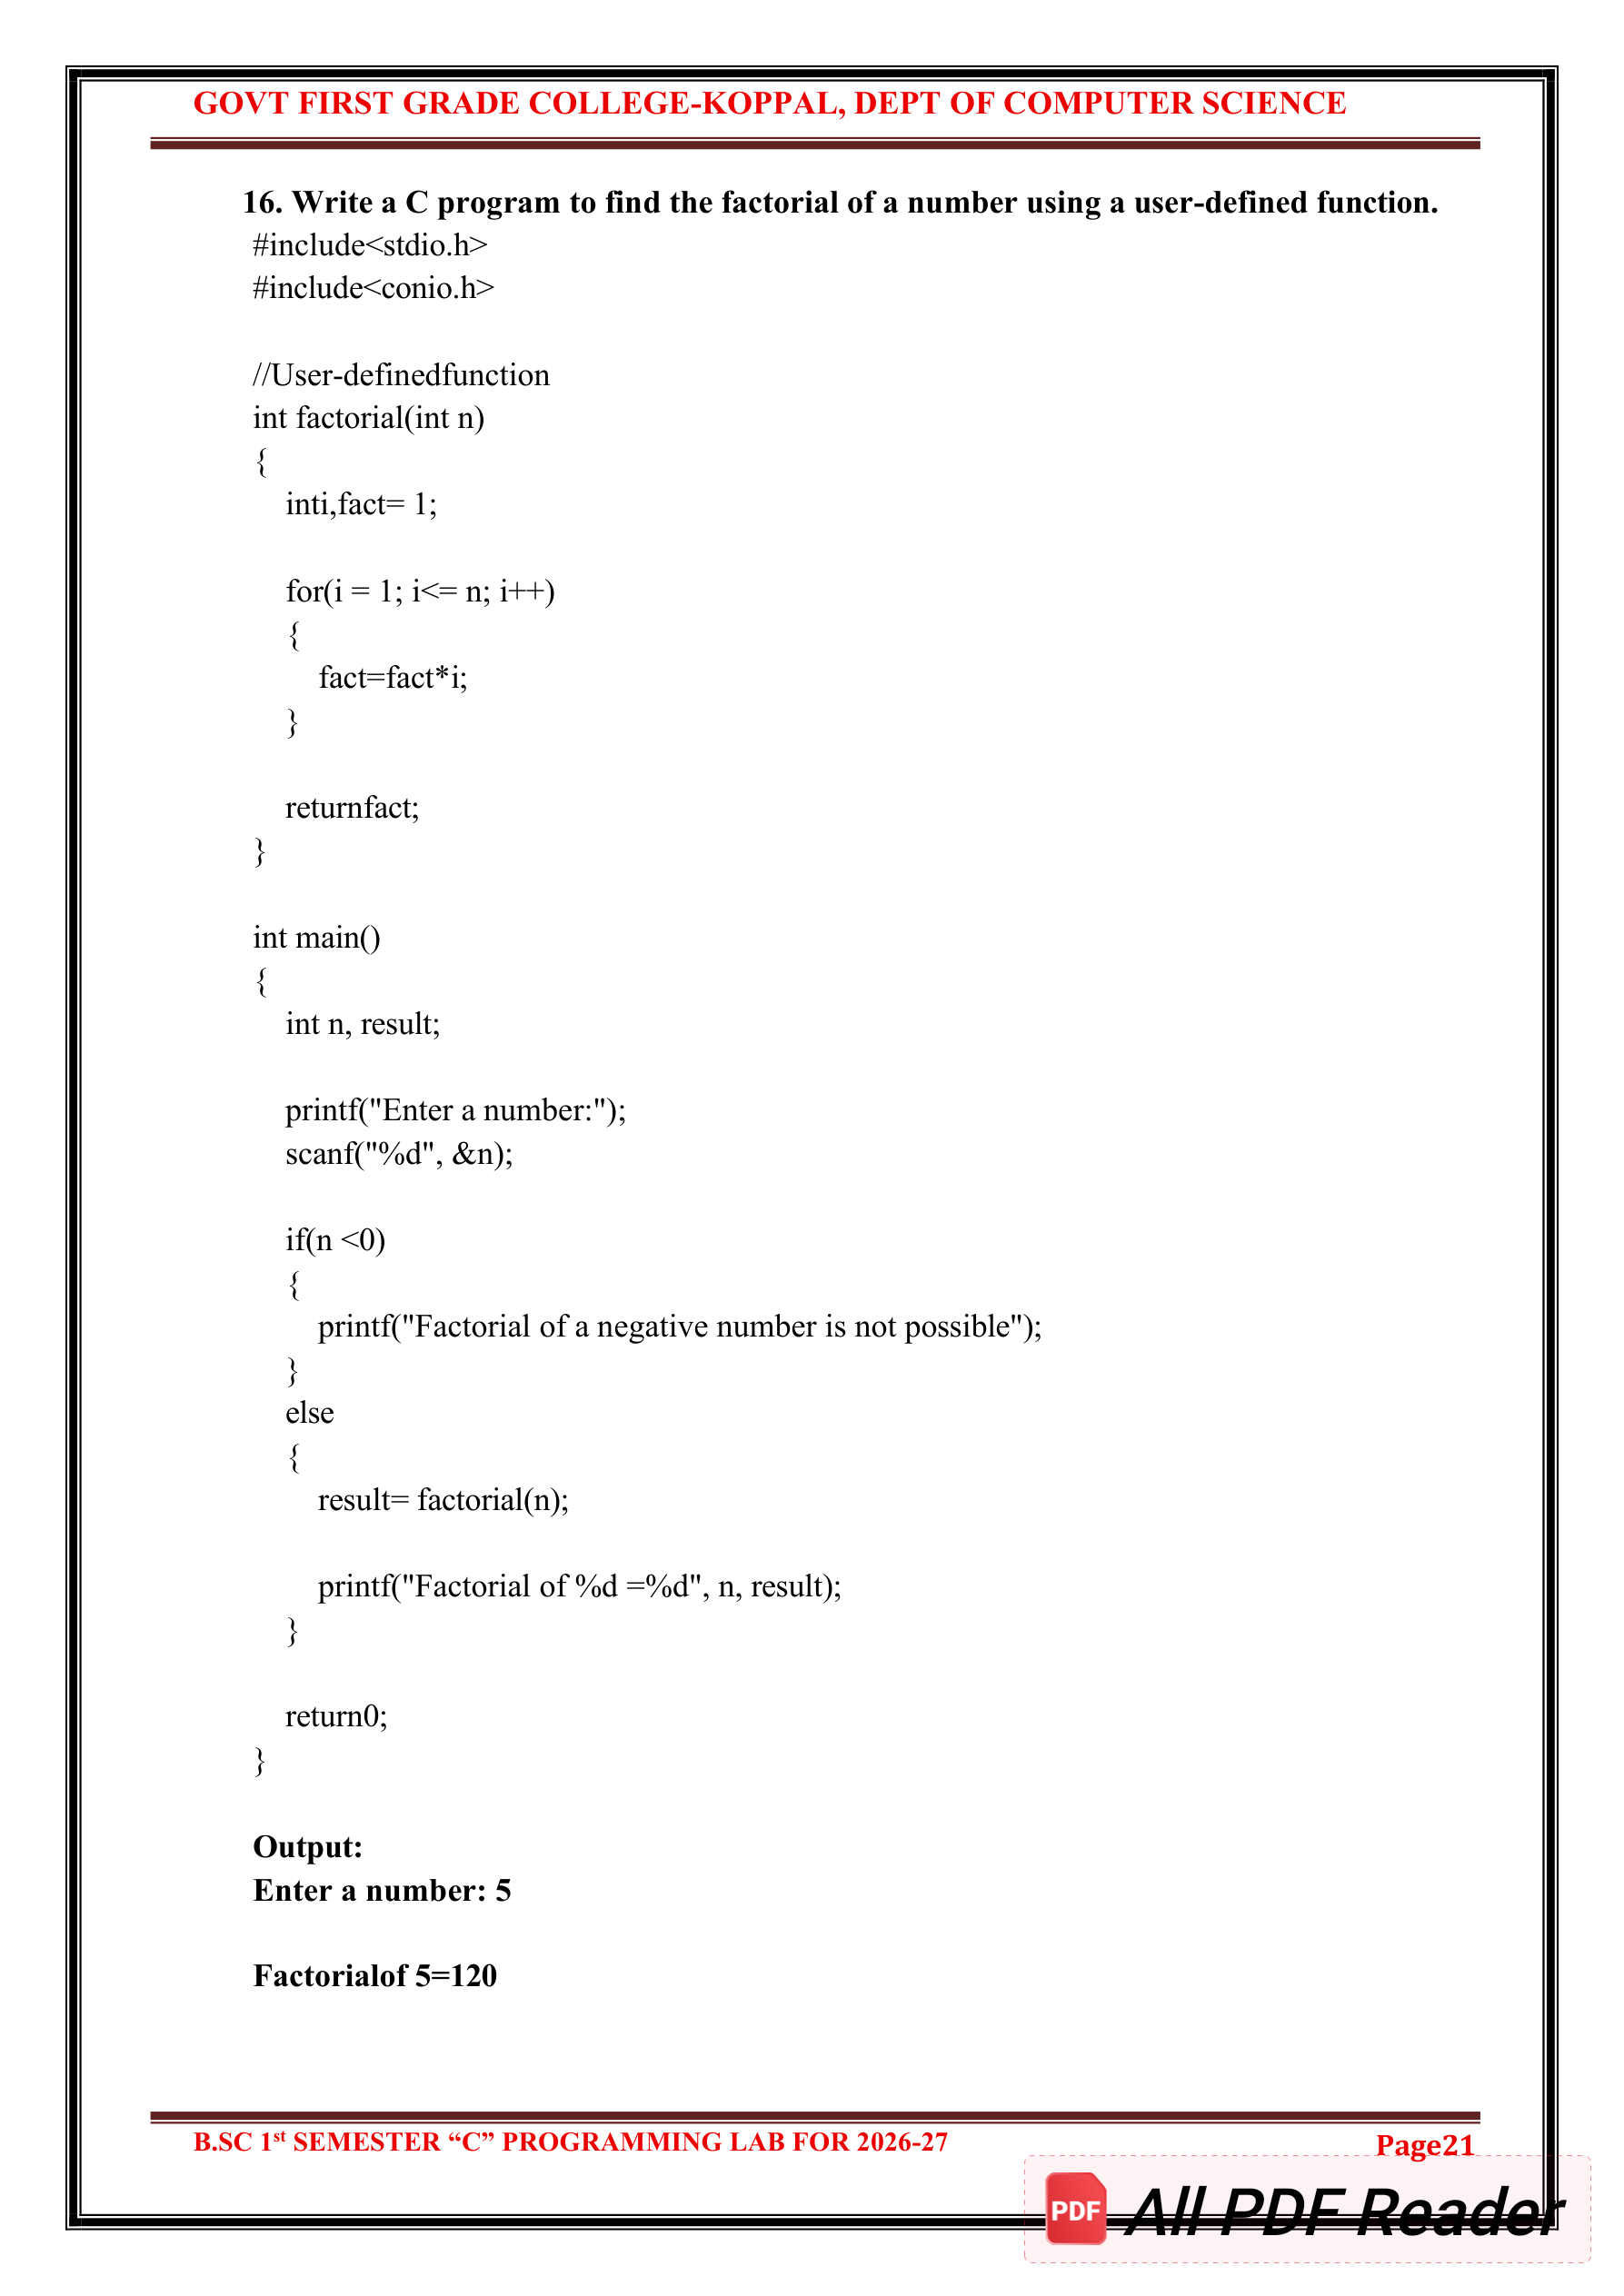 GOVT FIRST GRADE COLLEGE-KOPPAL, DEPT OF COMPUTER SCIENCE
16. Write a C program to find the factorial of a number using a user-defined function.
#include<stdio.h>
#include<conio.h>
//User-definedfunction
int factorial(int n)
{
inti,fact= 1;
for(i = 1; i<= n; i++)
{
fact=fact*i;
}
returnfact;
}
int main()
{
int n, result;
printf("Enter a number:");
scanf("%d", &n);
if(n <0)
{
printf("Factorial of a negative number is not possible");
}
else
{
result= factorial(n);
printf("Factorial of %d =%d", n, result);
}
return0;
}
Output:
Enter a number: 5
Factorialof 5=120
B.SC 1st SEMESTER “C” PROGRAMMING LAB FOR 2026-27
Page21
PDF All PDF Reader